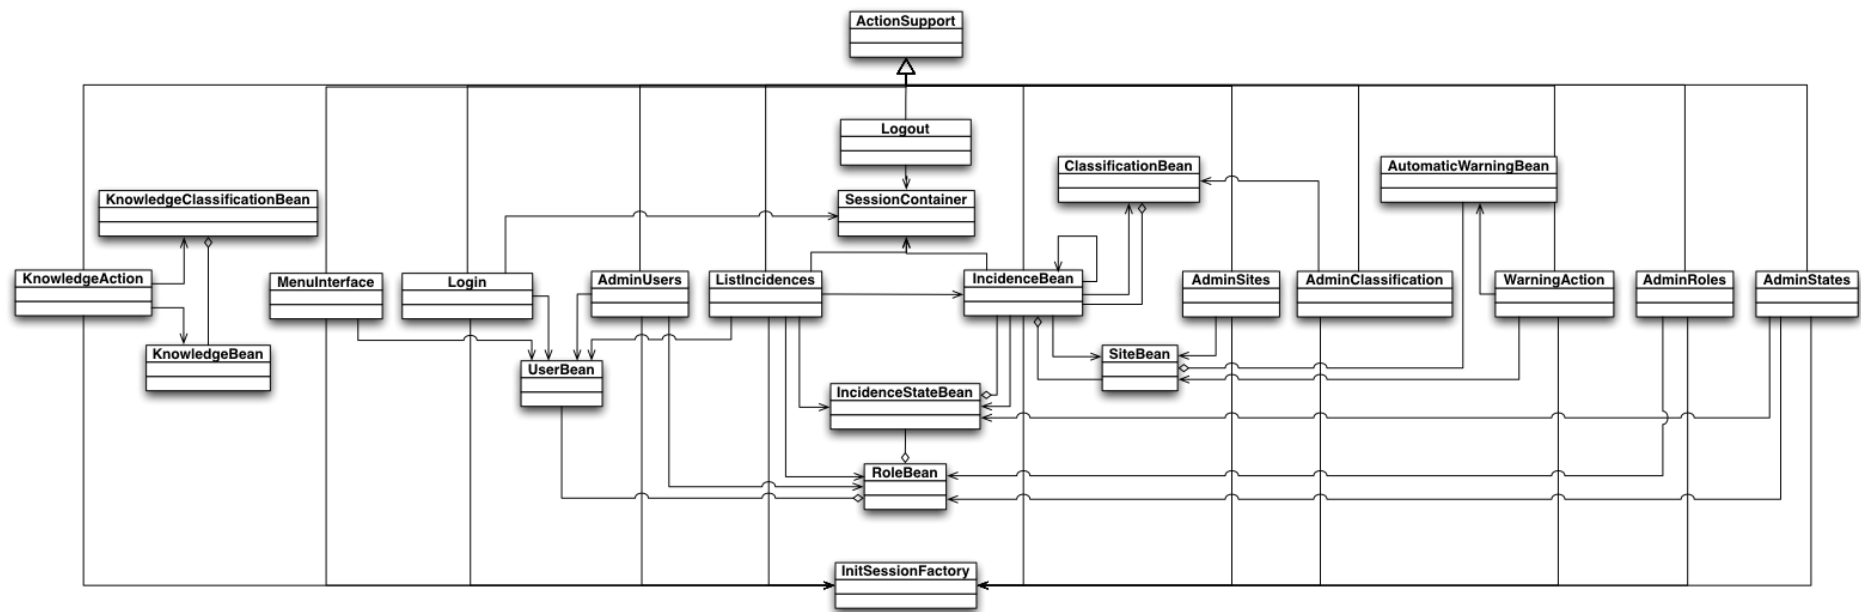 ActionSupport
Logout
ClassificationBean
AutomaticWarningBean
KnowledgeClassificationBean
SessionContainer
KnowledgeAction
MenuInterface
Login
AdminUsers
ListIncidences
IncidenceBean
AdminSites
AdminClassification
WarningAction
AdminRoles
AdminStates
KnowledgeBean
UserBean
SiteBean
IncidenceStateBean
RoleBean
InitSessionFactory